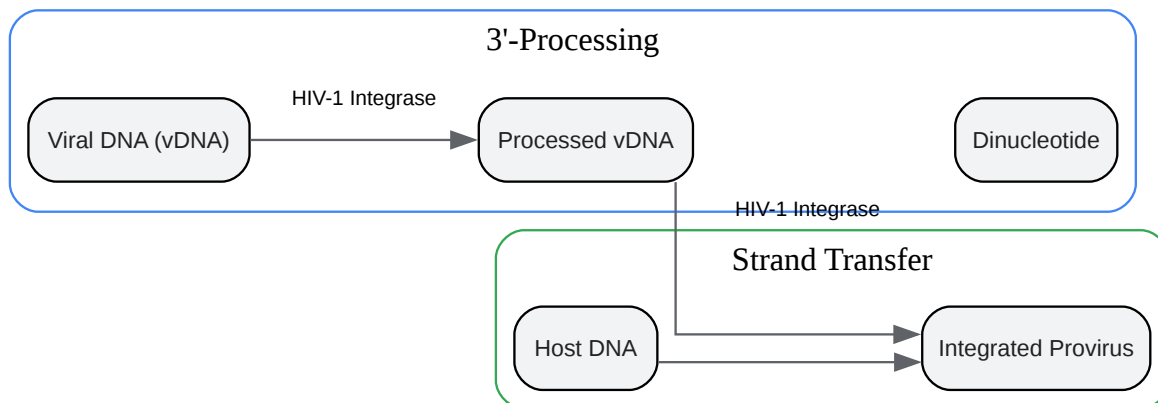 3'-Processing
HIV-1 Integrase
Viral DNA (vDNA)
Processed vDNA
Dinucleotide
HIV-1 Integrase
Strand Transfer
Host DNA
Integrated Provirus